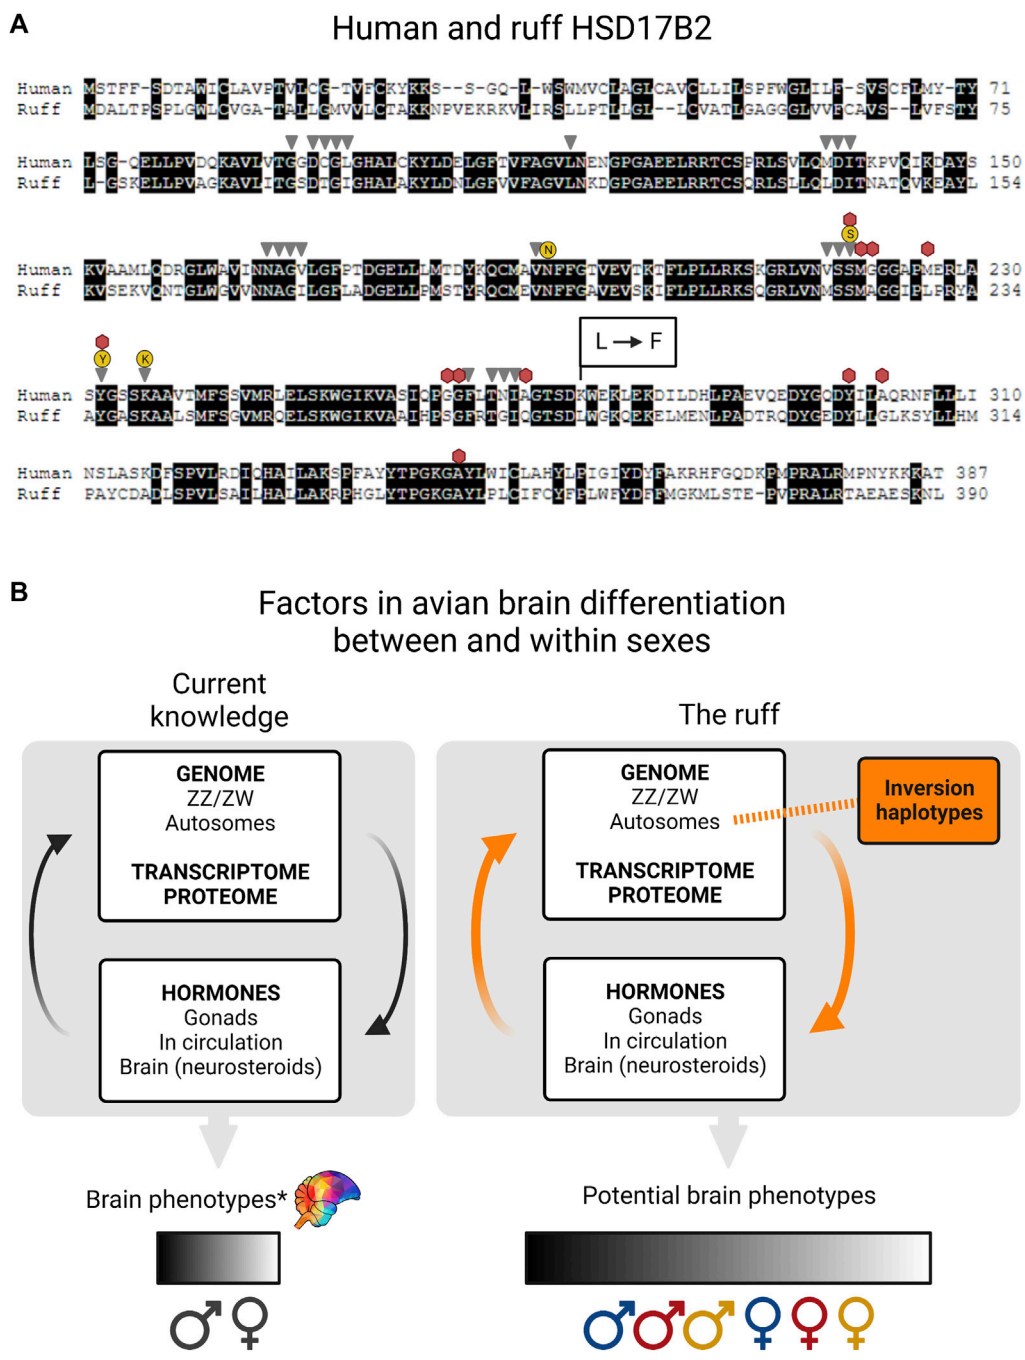 A
Human and ruff HSD17B2
Human MSTFF-SDTAWICLAVPTVLCG-TVFCKYKKS--S-GQ-L-WSWMVCLAGLCAVCLLILSPFWGLILF-SVSCFLMY-TY 71
Ruff MDALTPSPLGWLCVGA-TALLGMVVLCTAKKNPVEKRKVLIRSLLPTLLGL--LCVATLGAGGGLVVFCAVS--LVFSTY 75
Human LSG-QELLPVDQKAVLVTGGDCGLGHALCKYLDELGFTVFAGVLNENGPGAEELRRTCSPRLSVLQMDITKPVQIKDAYS 150
Ruff L-GSKELLPVAGKAVLITGSDTGIGHALAKYLDNLGFVVFAGVLNKDGPGAEELRRTCSQRLSLLQLDITNATQVKEAYL 154
S
N
Human KVAAMLQDRGLWAVINNAGVLGFPTDGELLLMTDYKQCMAVNFFGTVEVTKTFLPLLRKSKGRLVNVSSMGGGAPMERLA 230
Ruff KVSEKVQNTGLWGVVNNAGILGFLADGELLPMSTYRQCMEVNFFGAVEVSKIFLPLLRKSQGRLVNMSSMAGGIPLPRYA 234
L → F
Y K
Human SYGSSKAAVTMFSSVMRLELSKWGIKVASIQPGGFLTNIAGTSDKWEKLEKDILDHLPAEVQEDYGQDYILAQRNFLLLI 310
Ruff AYGASKAALSMFSGVMRQELSKWGIKVAAIHPSGFRTGIQGTSDLWGKQEKELMENLPADTRQDYGEDYLLGLKSYLLHM 314
Human NSLASKDFSPVLRDIQHAILAKSPFAYYTPGKGAYLWICLAHYLPIGIYDYFAKRHFGQDKPMPRALRMPNYKKKAT 387
Ruff PAYCDADLSPVLSAILHALLAKRPHGLYTPGKGAYLPLCIFCYFPLWFYDFFMGKMLSTE-PVPRALRTAEAESKNL 390
B
Factors in avian brain differentiation
between and within sexes
Current
knowledge
GENOME
ZZ/ZW
Autosomes
TRANSCRIPTOME
PROTEOME
HORMONES
Gonads
In circulation
Brain (neurosteroids)
Brain phenotypes*
The ruff
GENOME
ZZ/ZW
Autosomes
TRANSCRIPTOME
PROTEOME
Inversion
haplotypes
HORMONES
Gonads
In circulation
Brain (neurosteroids)
Potential brain phenotypes